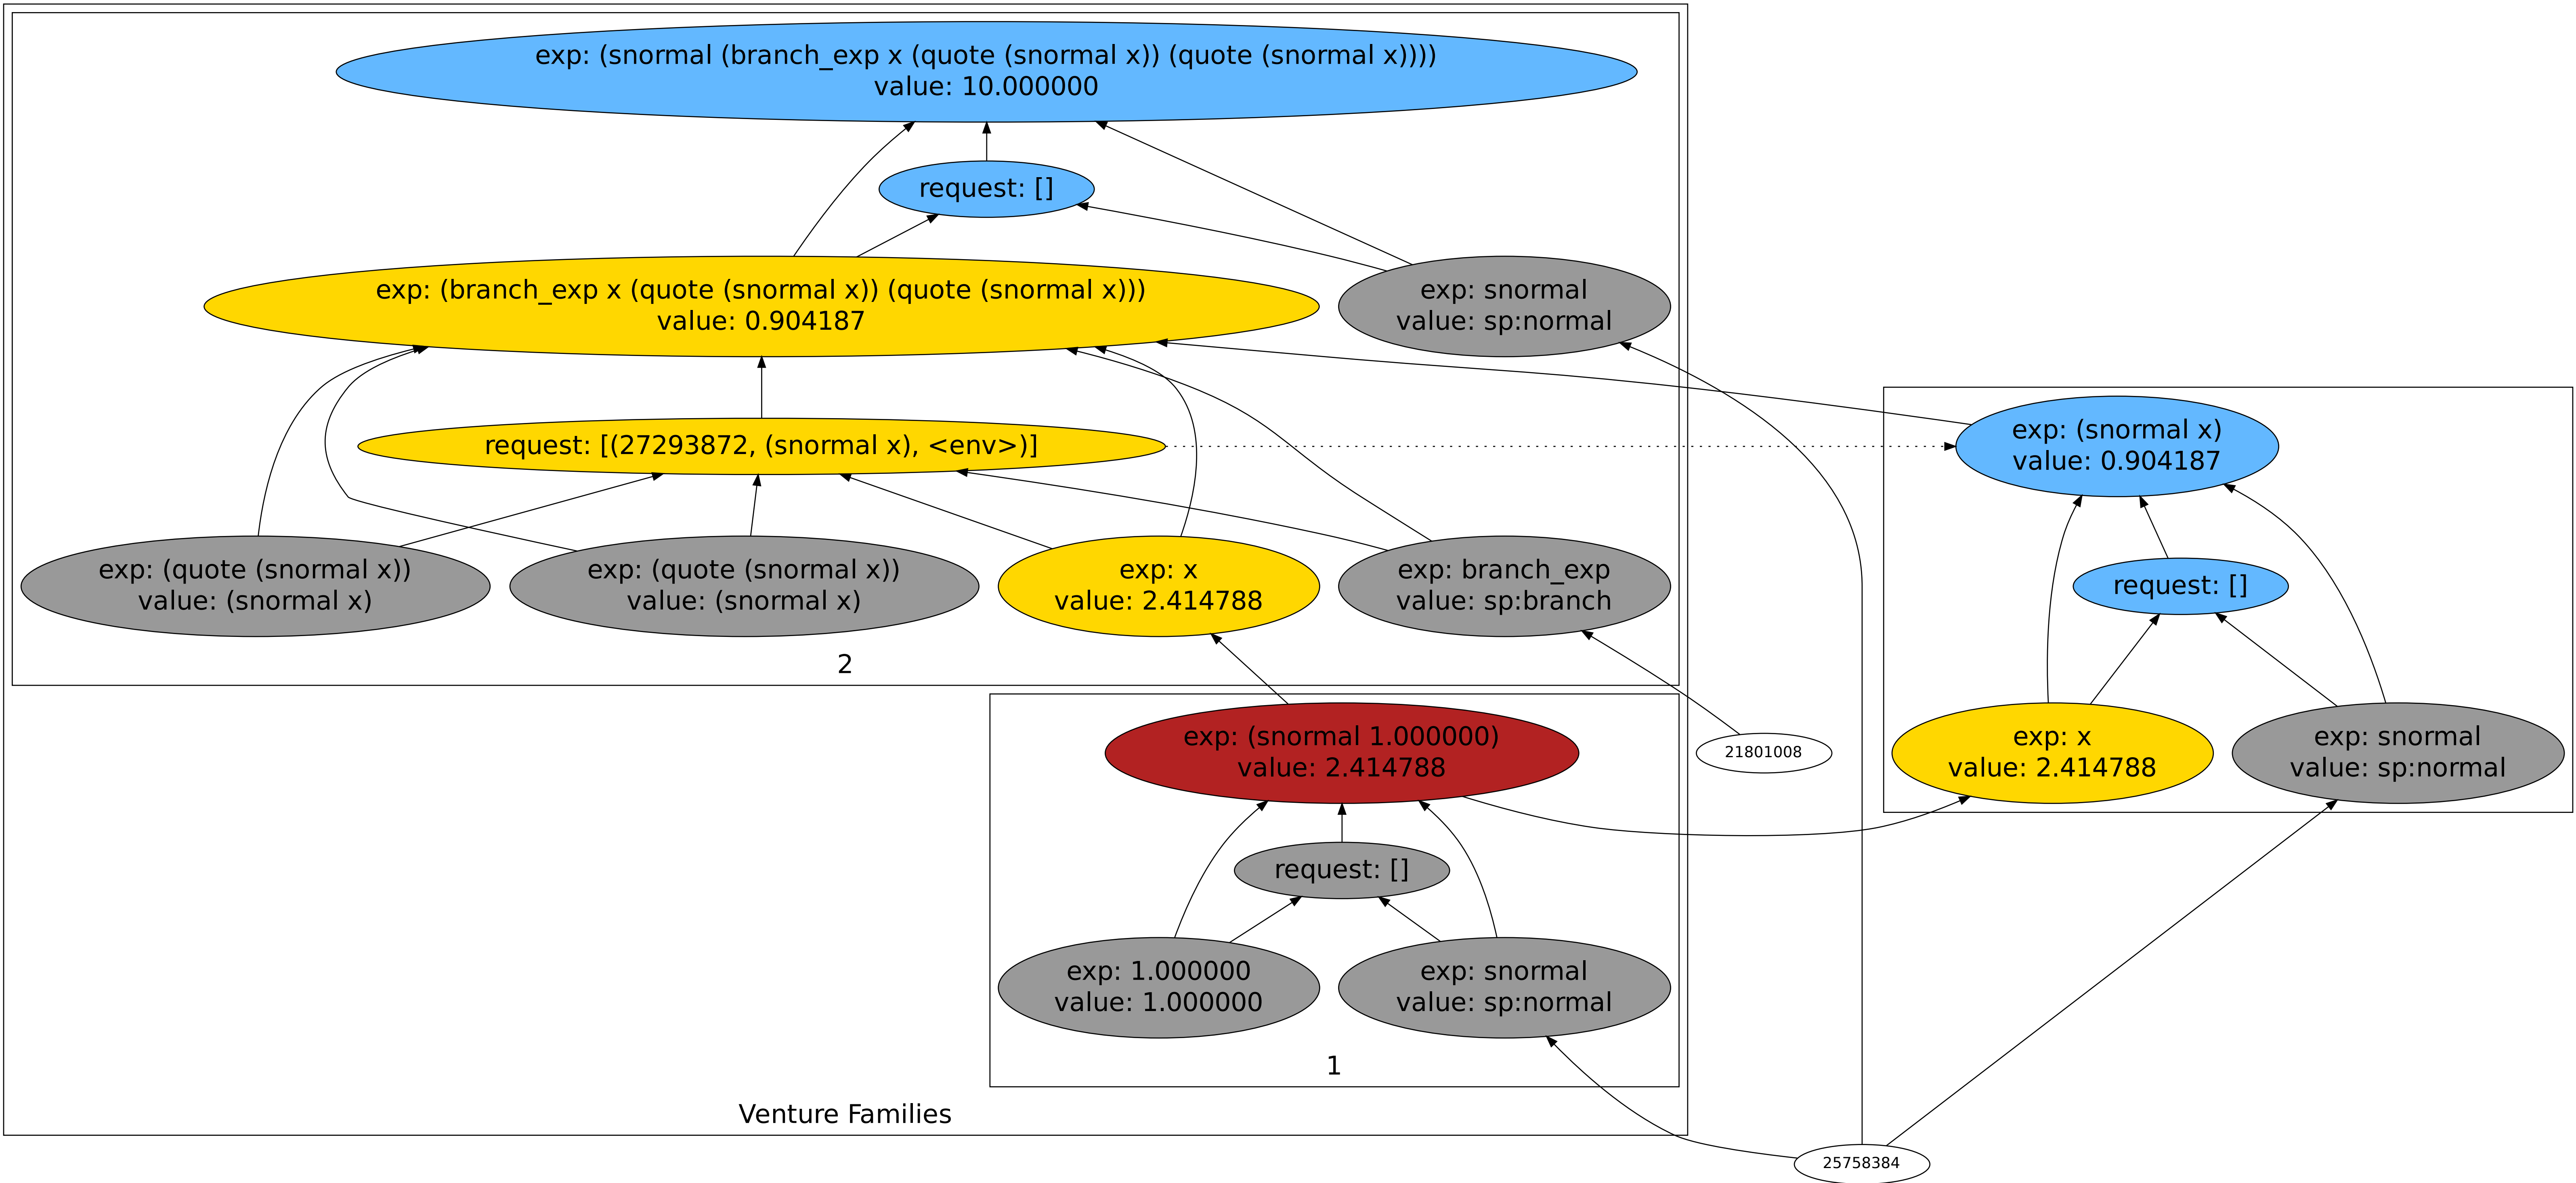 exp: (snormal (branch_exp x (quote (snormal x)) (quote (snormal x))))
value: 10.000000
request: []
exp: (branch_exp x (quote (snormal x)) (quote (snormal x)))
value: 0.904187
exp: snormal
value: sp:normal
request: [(27293872, (snormal x), <env>)]
exp: (snormal x)
value: 0.904187
exp: (quote (snormal x))
value: (snormal x)
exp: (quote (snormal x))
value: (snormal x)
exp: x
value: 2.414788
exp: branch_exp
value: sp:branch
request: []
2
exp: (snormal 1.000000)
value: 2.414788
21801008
exp: x
value: 2.414788
exp: snormal
value: sp:normal
request: []
exp: 1.000000
value: 1.000000
exp: snormal
value: sp:normal
1
Venture Families
25758384